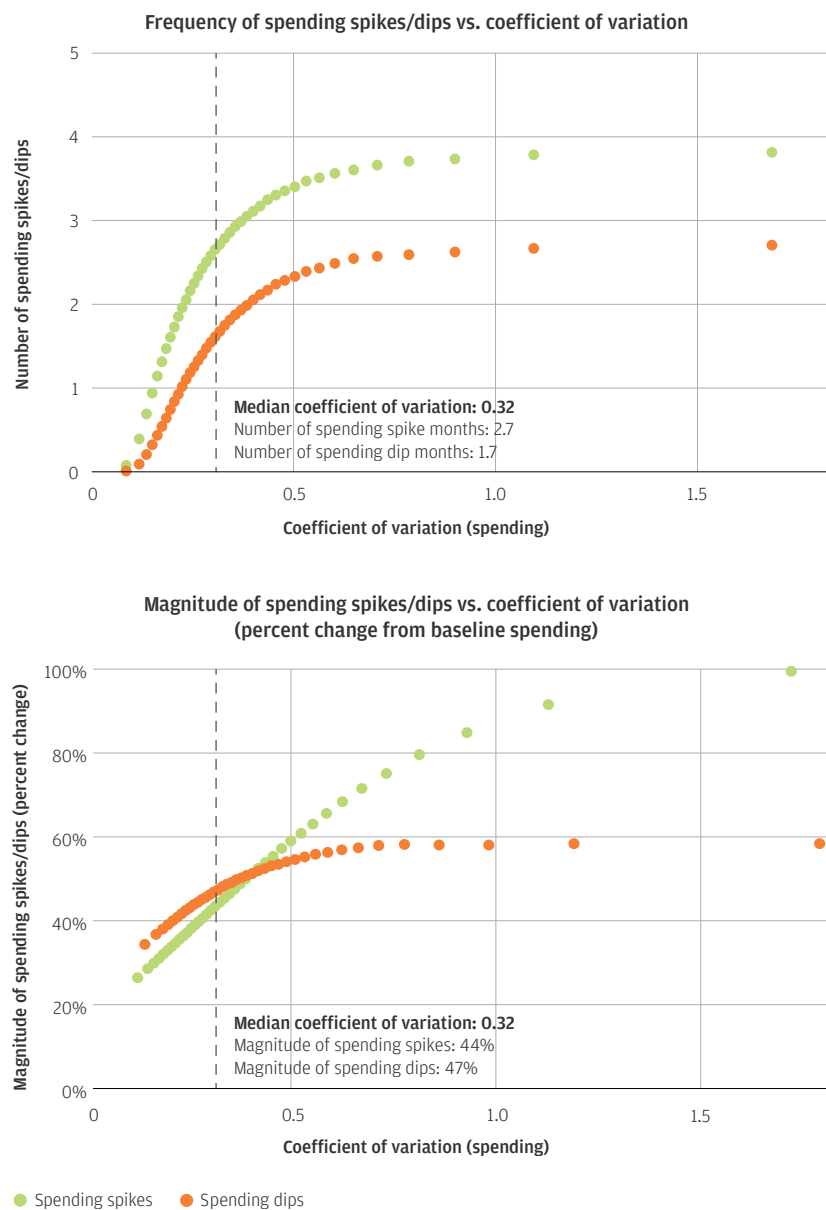 Frequency of spending spikes/dips vs. coefficient of variation
Number of spending spikes/dips
5
4
3
2
1
0
Median coefficient of variation: 0.32
Number of spending spike months: 2.7
Number of spending dip months: 1.7
0
0.5
1.0
1.5
Coefficient of variation (spending)
Magnitude of spending spikes/dips vs. coefficient of variation
(percent change from baseline spending)
Magnitude of spending spikes/dips (percent change)
100%
80%
60%
40%
20%
0%
Median coefficient of variation: 0.32
Magnitude of spending spikes: 44%
Magnitude of spending dips: 47%
0
0.5
1.0
1.5
Coefficient of variation (spending)
Spending spikes
Spending dips